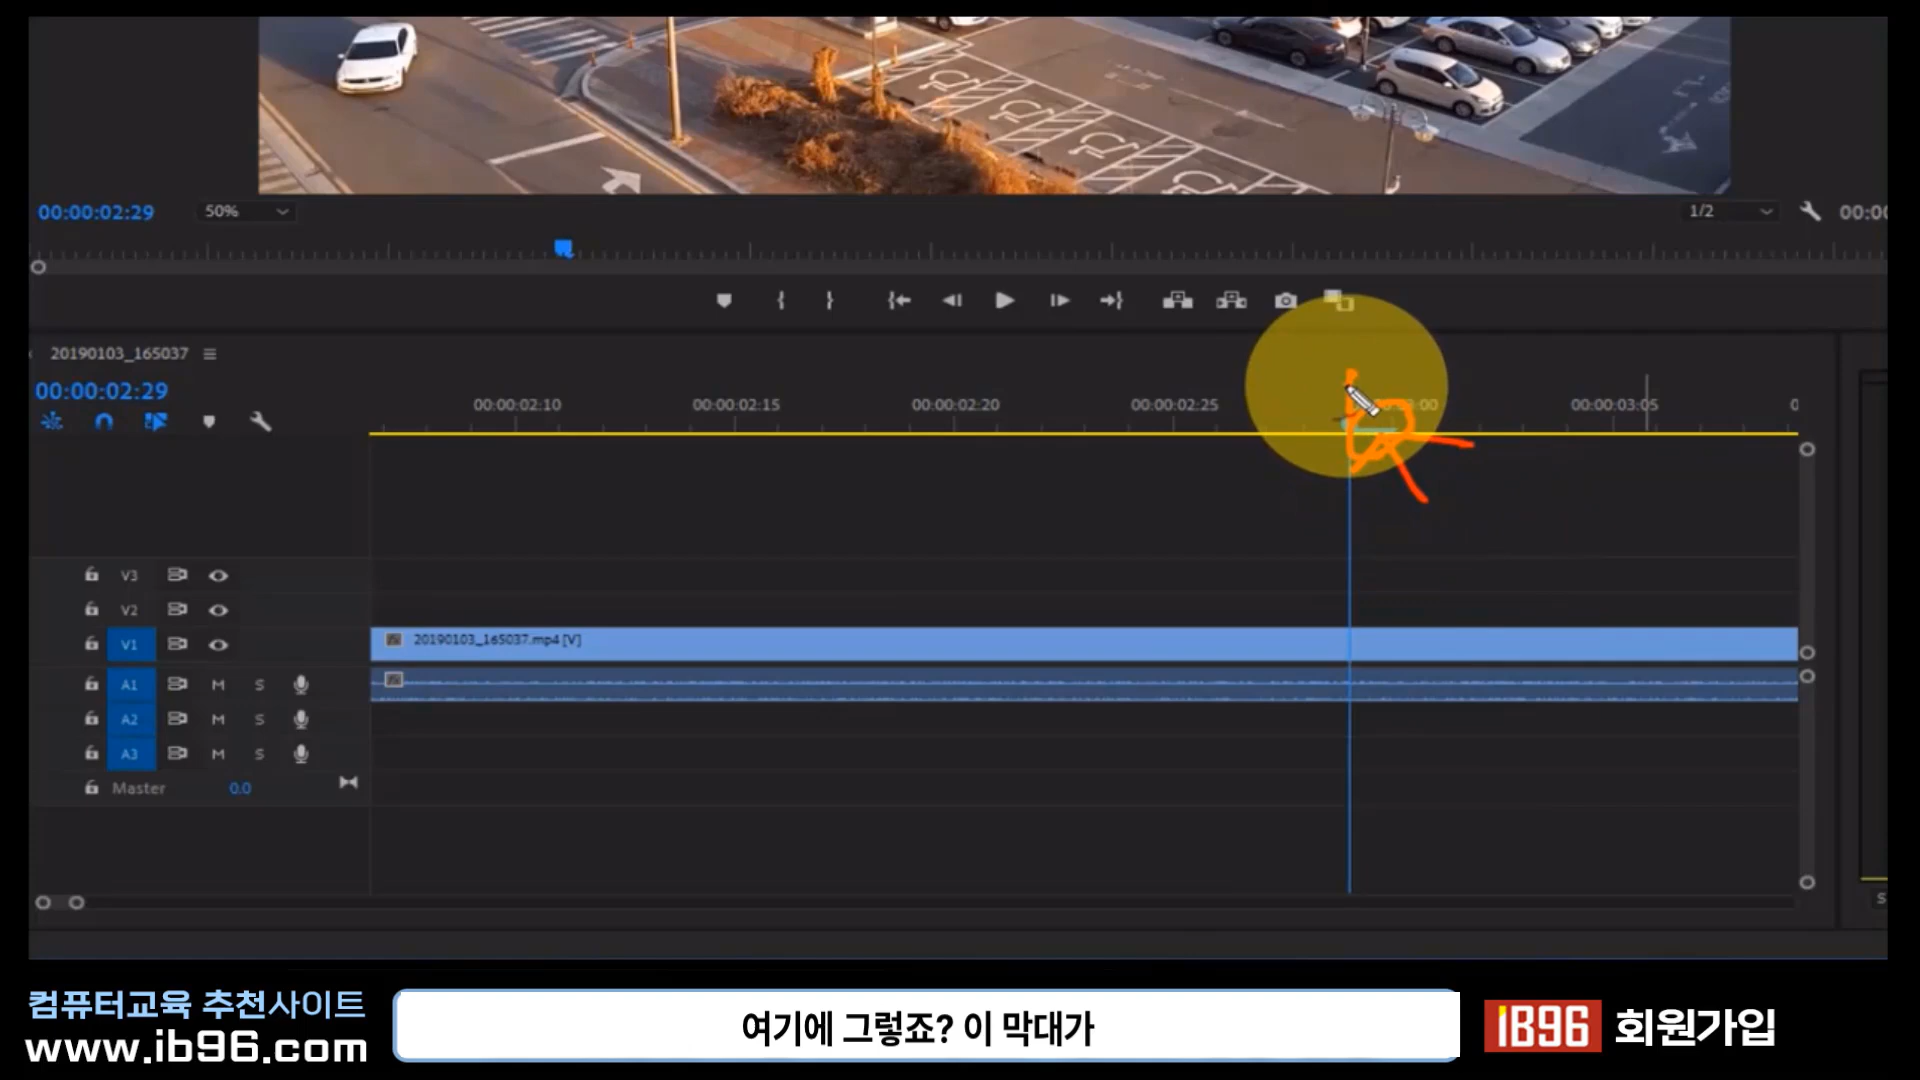 00:00:02:29
50%
1/2
20190103_165037
00:00:02:29
00:00:02:10
00:00:02:15
00:00:02:20
00:00:02:25
00:00:03:05
V3
V2
V1
20190103_165037.mp4 [V]
A1 M S
A2 M S
A3 M S
Master 0.0
S
컴퓨터교육 추천사이트
www.ib96.com
여기에 그렇죠? 이 막대가
IB96 회원가입